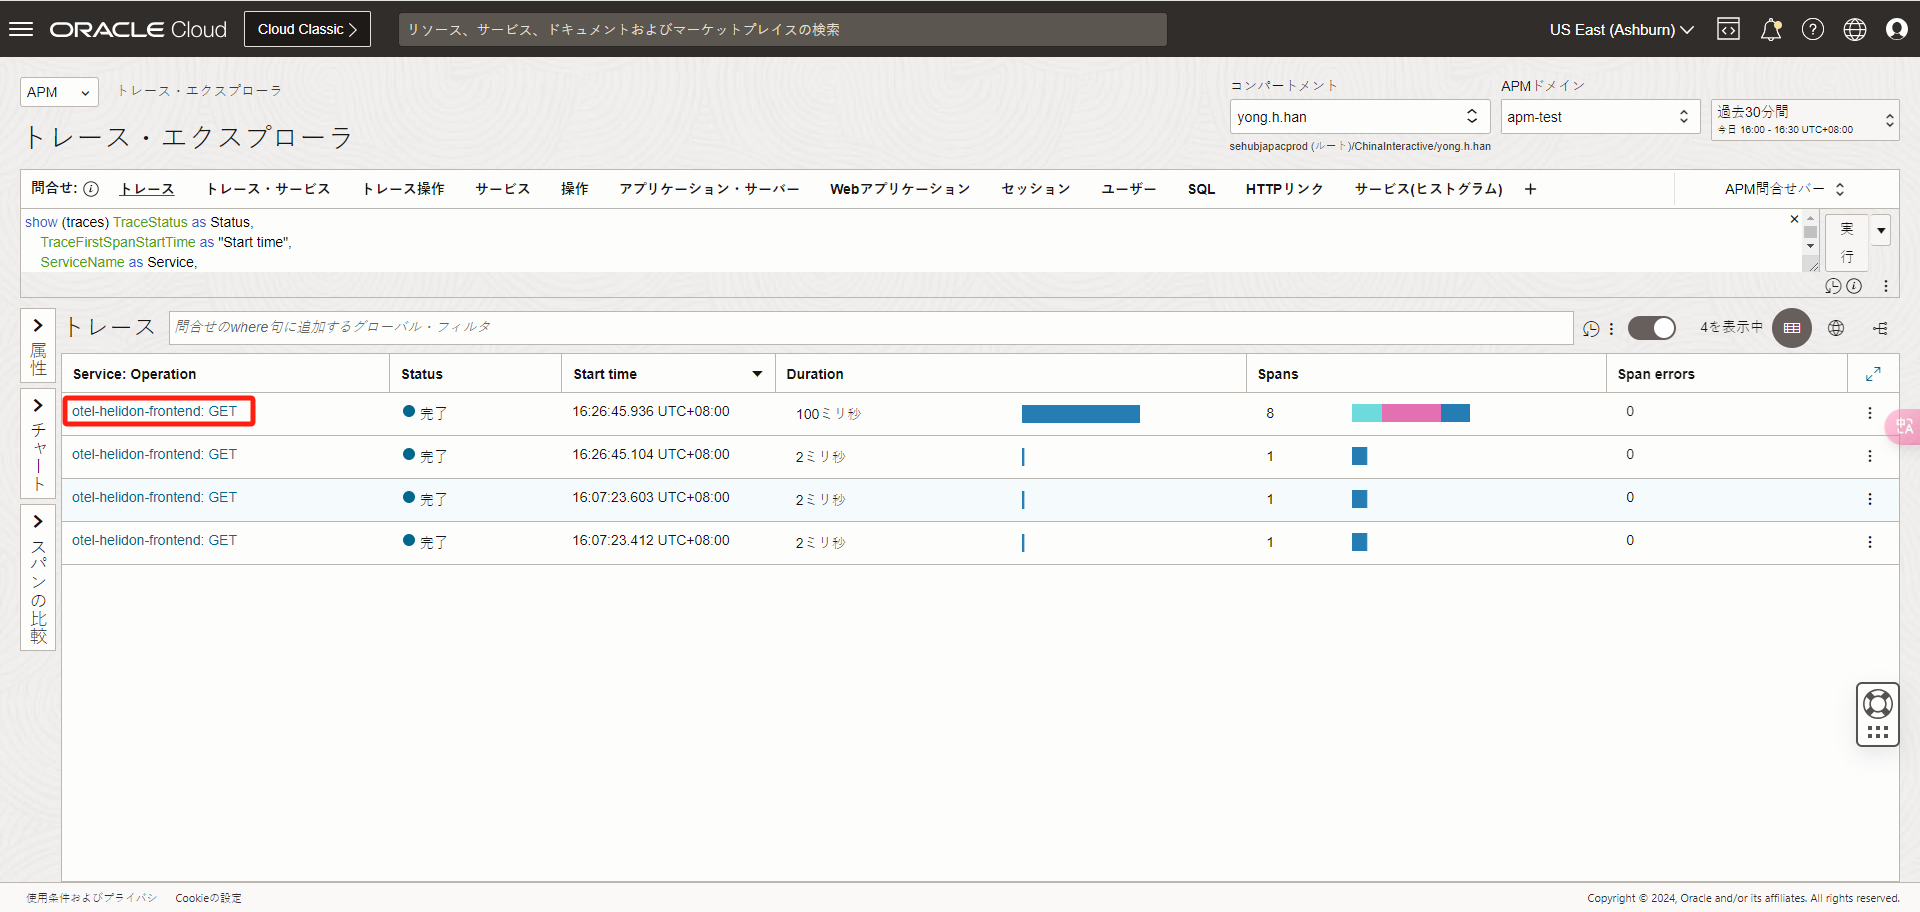 ORACLE Cloud
Cloud Classic
リソース、サービス、ドキュメントおよびマーケットプレイスの検索
US East (Ashburn)
APM
トレース・エクスプローラ
トレース・エクスプローラ
コンパートメント
yong.h.han
sehubjapacprod (ルート)/ChinaInteractive/yong.h.han
APMドメイン
apm-test
過去30分間
今日 16:00 - 16:30 UTC+08:00
問合せ:
トレース
トレース・サービス
トレース操作
サービス
操作
アプリケーション・サーバー
Webアプリケーション
セッション
ユーザー
SQL
HTTPリンク
サービス(ヒストグラム)
APM問合せバー
show (traces) TraceStatus as Status,
TraceFirstSpanStartTime as "Start time",
ServiceName as Service,
実行
属性
チャート
スパンの比較
トレース
問合せのwhere句に追加するグローバル・フィルタ
4を表示中
Service: Operation Status Start time Duration Spans Span errors
otel-helidon-frontend: GET 完了 16:26:45.936 UTC+08:00 100ミリ秒 8 0
otel-helidon-frontend: GET 完了 16:26:45.104 UTC+08:00 2ミリ秒 1 0
otel-helidon-frontend: GET 完了 16:07:23.603 UTC+08:00 2ミリ秒 1 0
otel-helidon-frontend: GET 完了 16:07:23.412 UTC+08:00 2ミリ秒 1 0
中 A
使用条件およびプライバシ
Cookieの設定
Copyright © 2024, Oracle and/or its affiliates. All rights reserved.